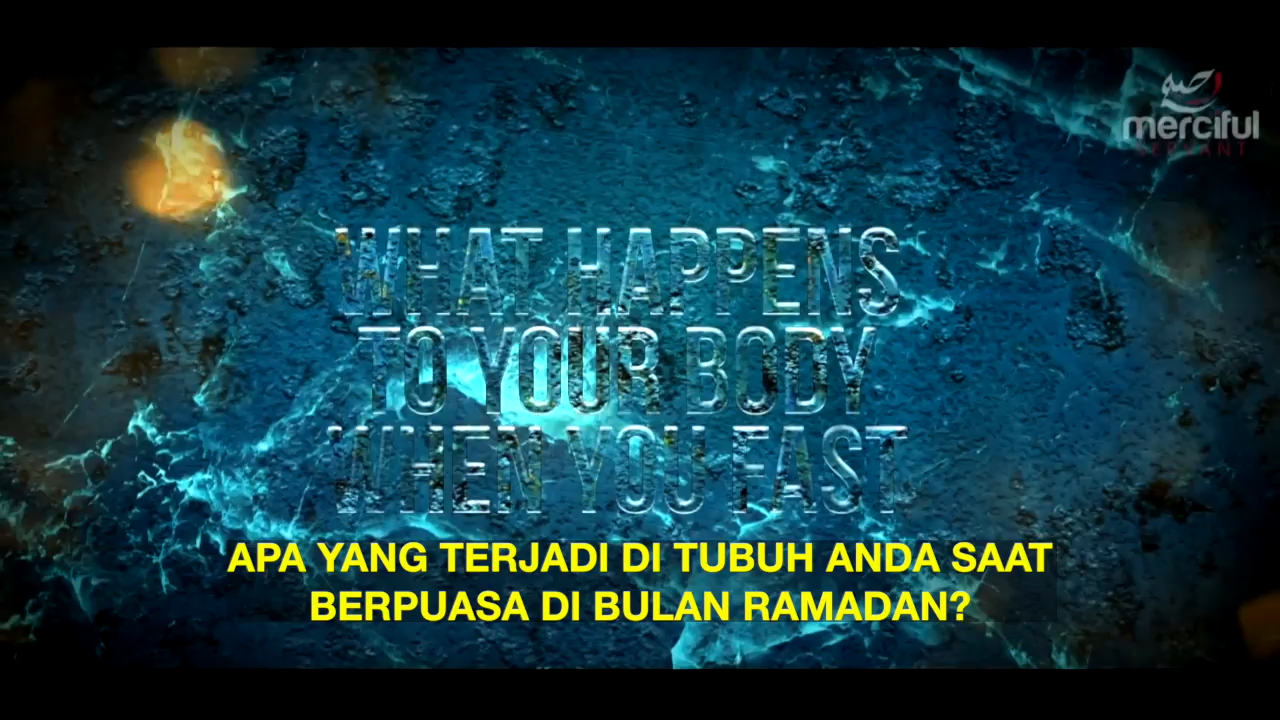 merciful
SERVANT
WHAT HAPPENS
TO YOUR BODY
WHEN YOU FAST
APA YANG TERJADI DI TUBUH ANDA SAAT
BERPUASA DI BULAN RAMADAN?